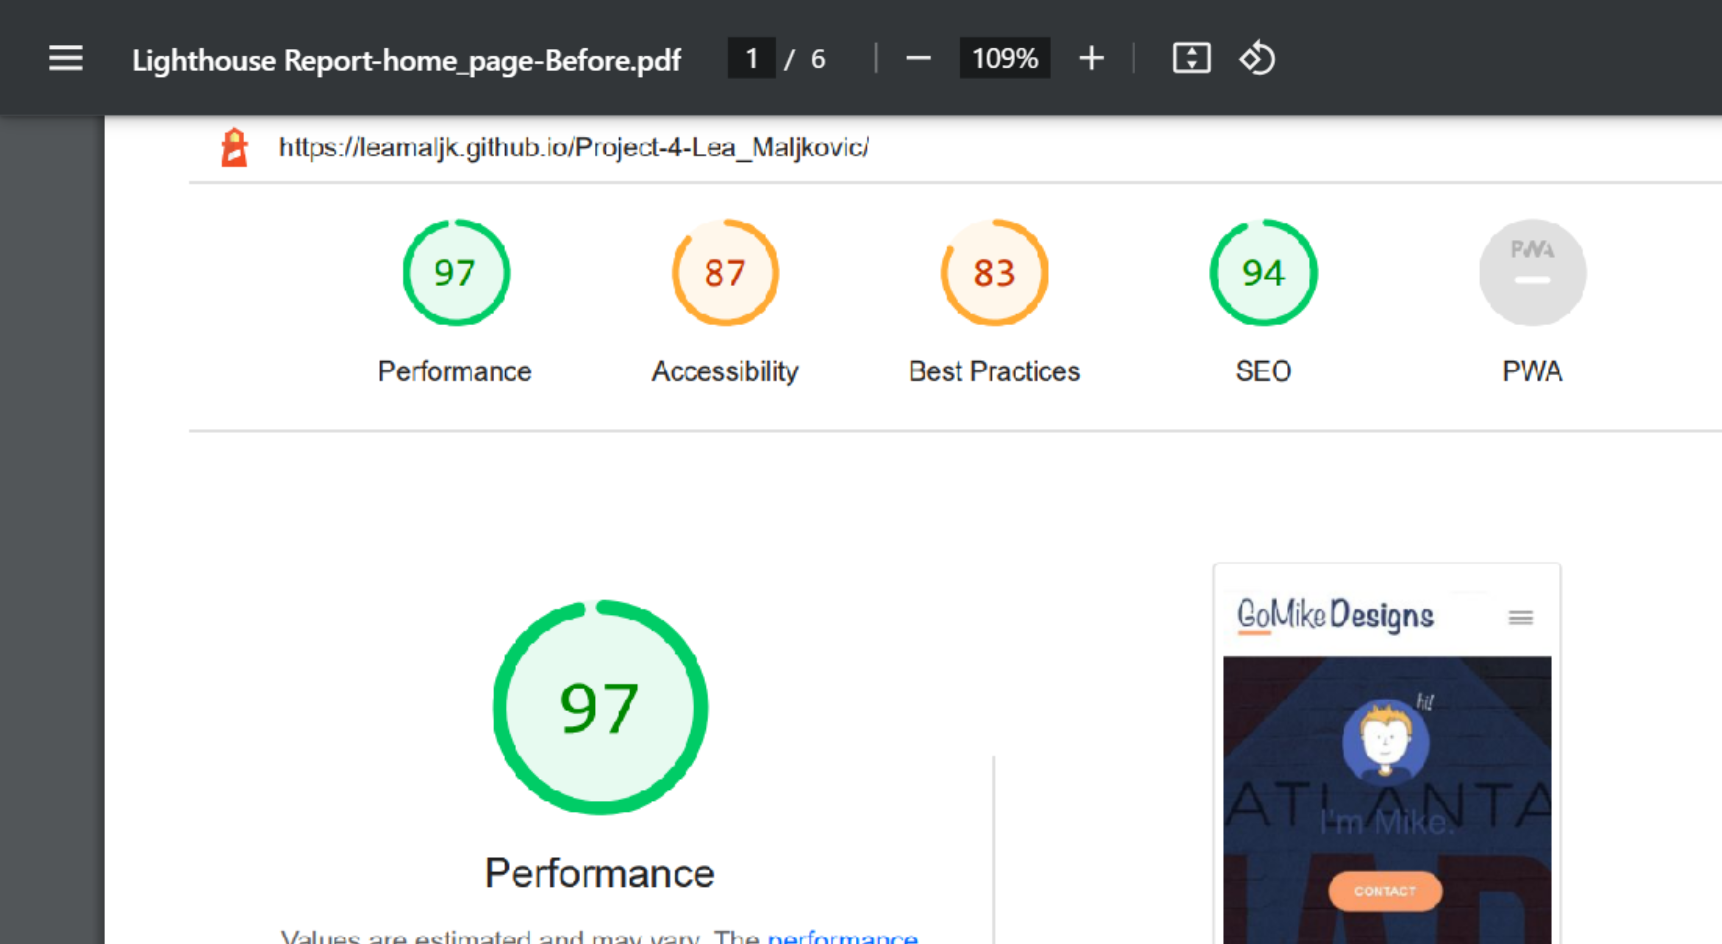 Lighthouse Report-home_page-Before.pdf 1 / 6 109%
https://leamaljk.github.io/Project-4-Lea_Maljkovic/
97 87 83 94 PWA
Performance Accessibility Best Practices SEO PWA
GoMike Designs
hi!
97
ATLANTA
I'm Mike.
Performance
CONTACT
Values are estimated and may vary. The performance